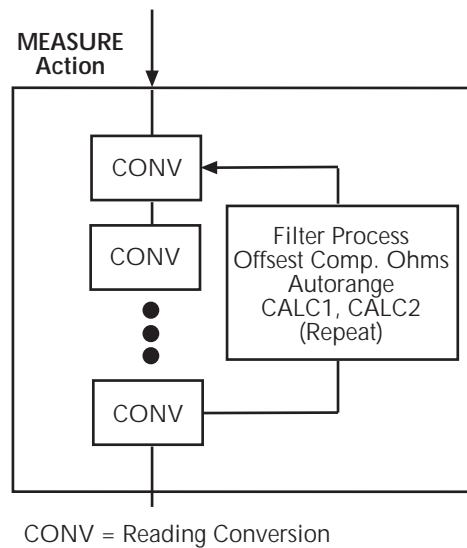 MEASURE
Action
CONV
CONV
CONV
Filter Process
Offsest Comp. Ohms
Autorange
CALC1, CALC2
(Repeat)
CONV = Reading Conversion